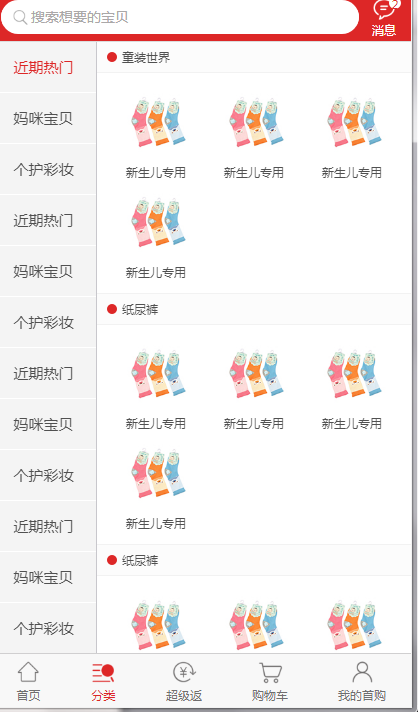 搜索想要的宝贝
消息
近期热门
妈咪宝贝
个护彩妆
近期热门
妈咪宝贝
个护彩妆
近期热门
妈咪宝贝
个护彩妆
近期热门
妈咪宝贝
个护彩妆
童装世界
新生儿专用 新生儿专用 新生儿专用
新生儿专用
纸尿裤
新生儿专用 新生儿专用 新生儿专用
新生儿专用
纸尿裤
首页 分类 超级返 购物车 我的首购